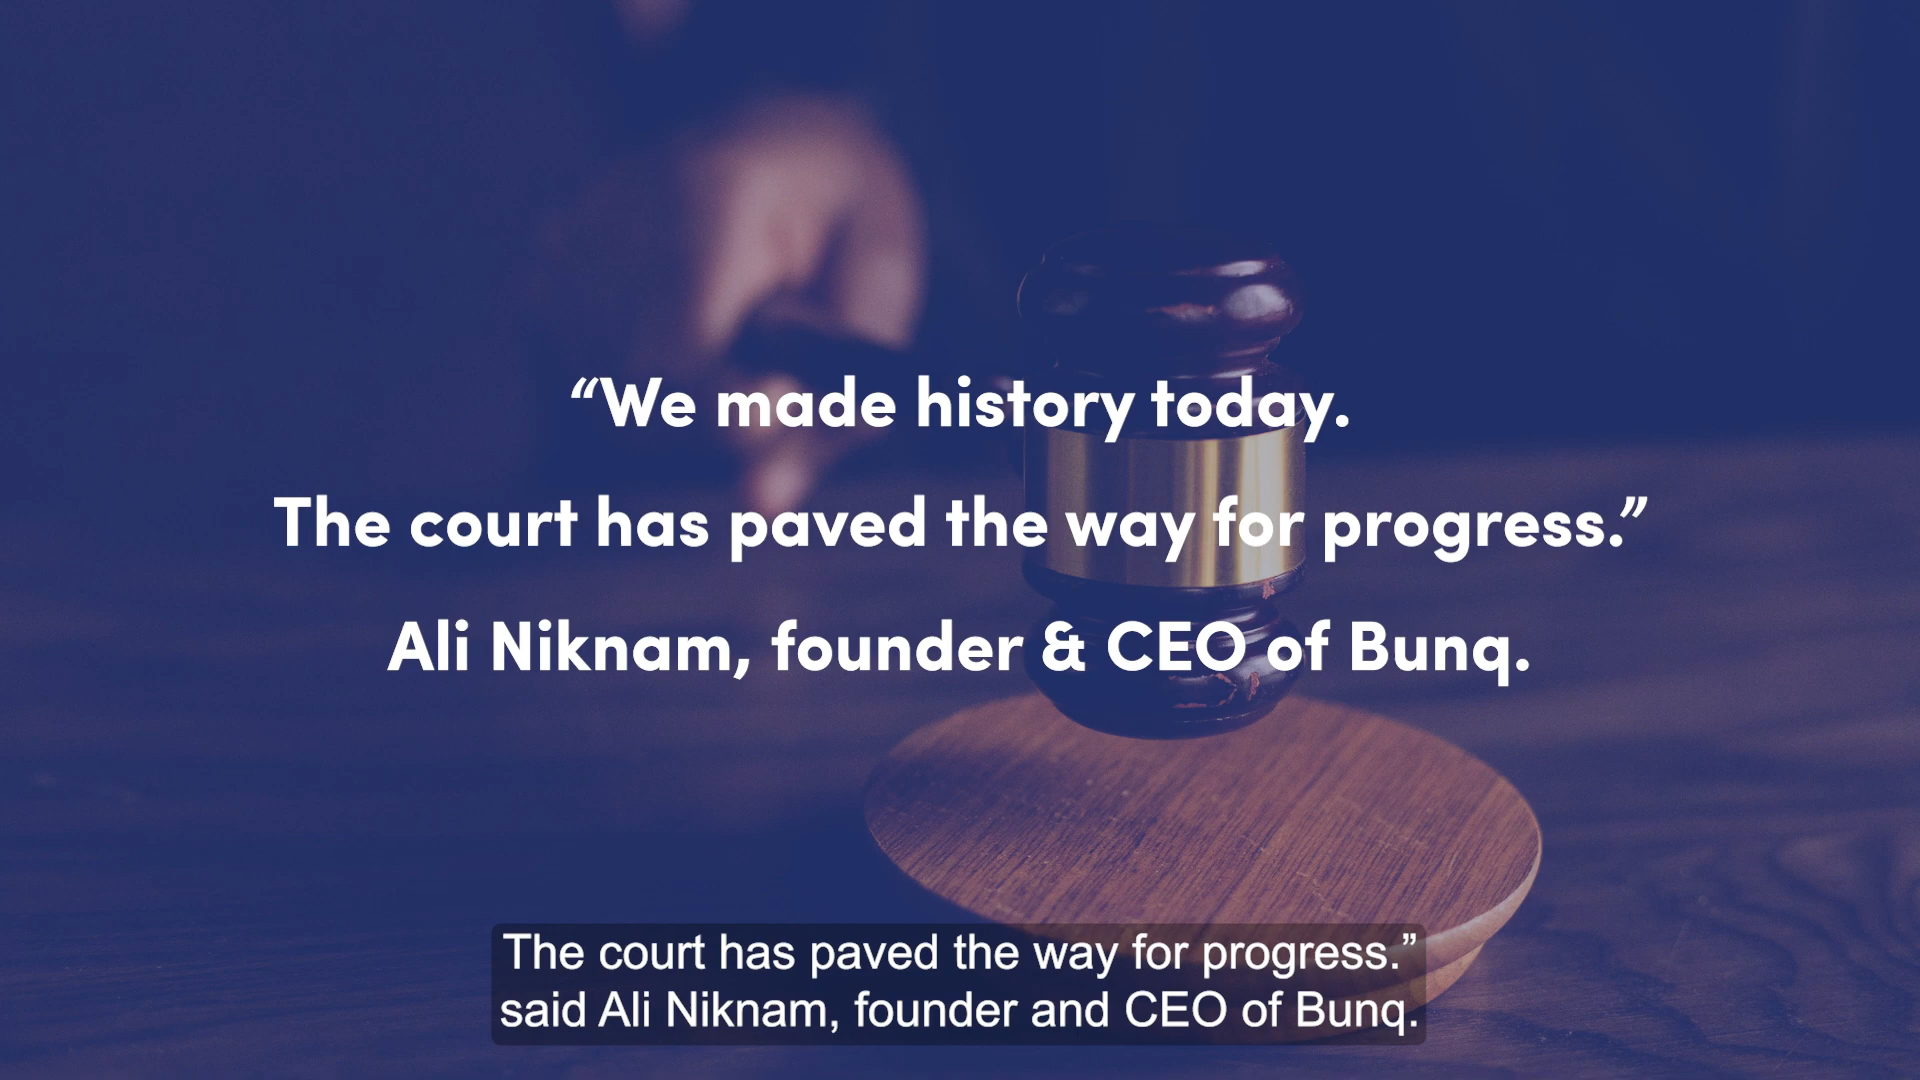 “We made history today.
The court has paved the way for progress.”
Ali Niknam, founder & CEO of Bunq.
The court has paved the way for progress.”
said Ali Niknam, founder and CEO of Bunq.